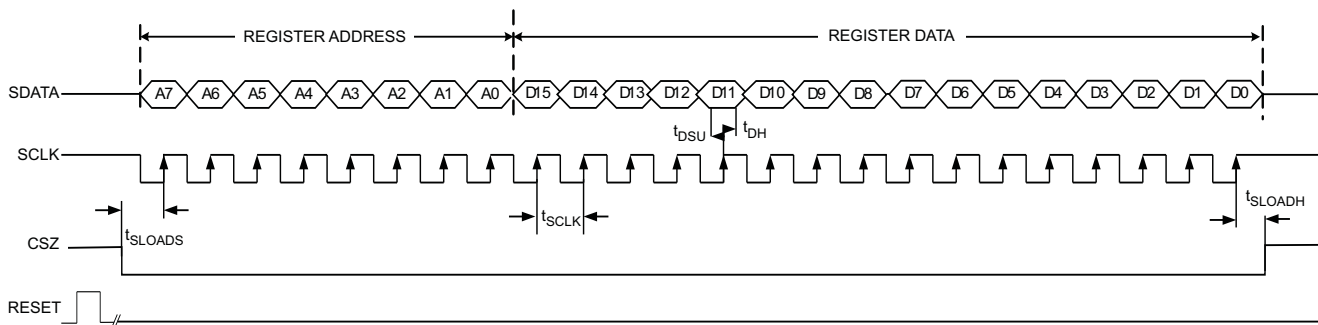 REGISTER ADDRESS REGISTER DATA
SDATA A7 A6 A5 A4 A3 A2 A1 A0 D15 D14 D13 D12 D11 D10 D9 D8 D7 D6 D5 D4 D3 D2 D1 D0
tDSU tDH
SCLK
tSLOADS tSCLK tSLOADH
CSZ
RESET